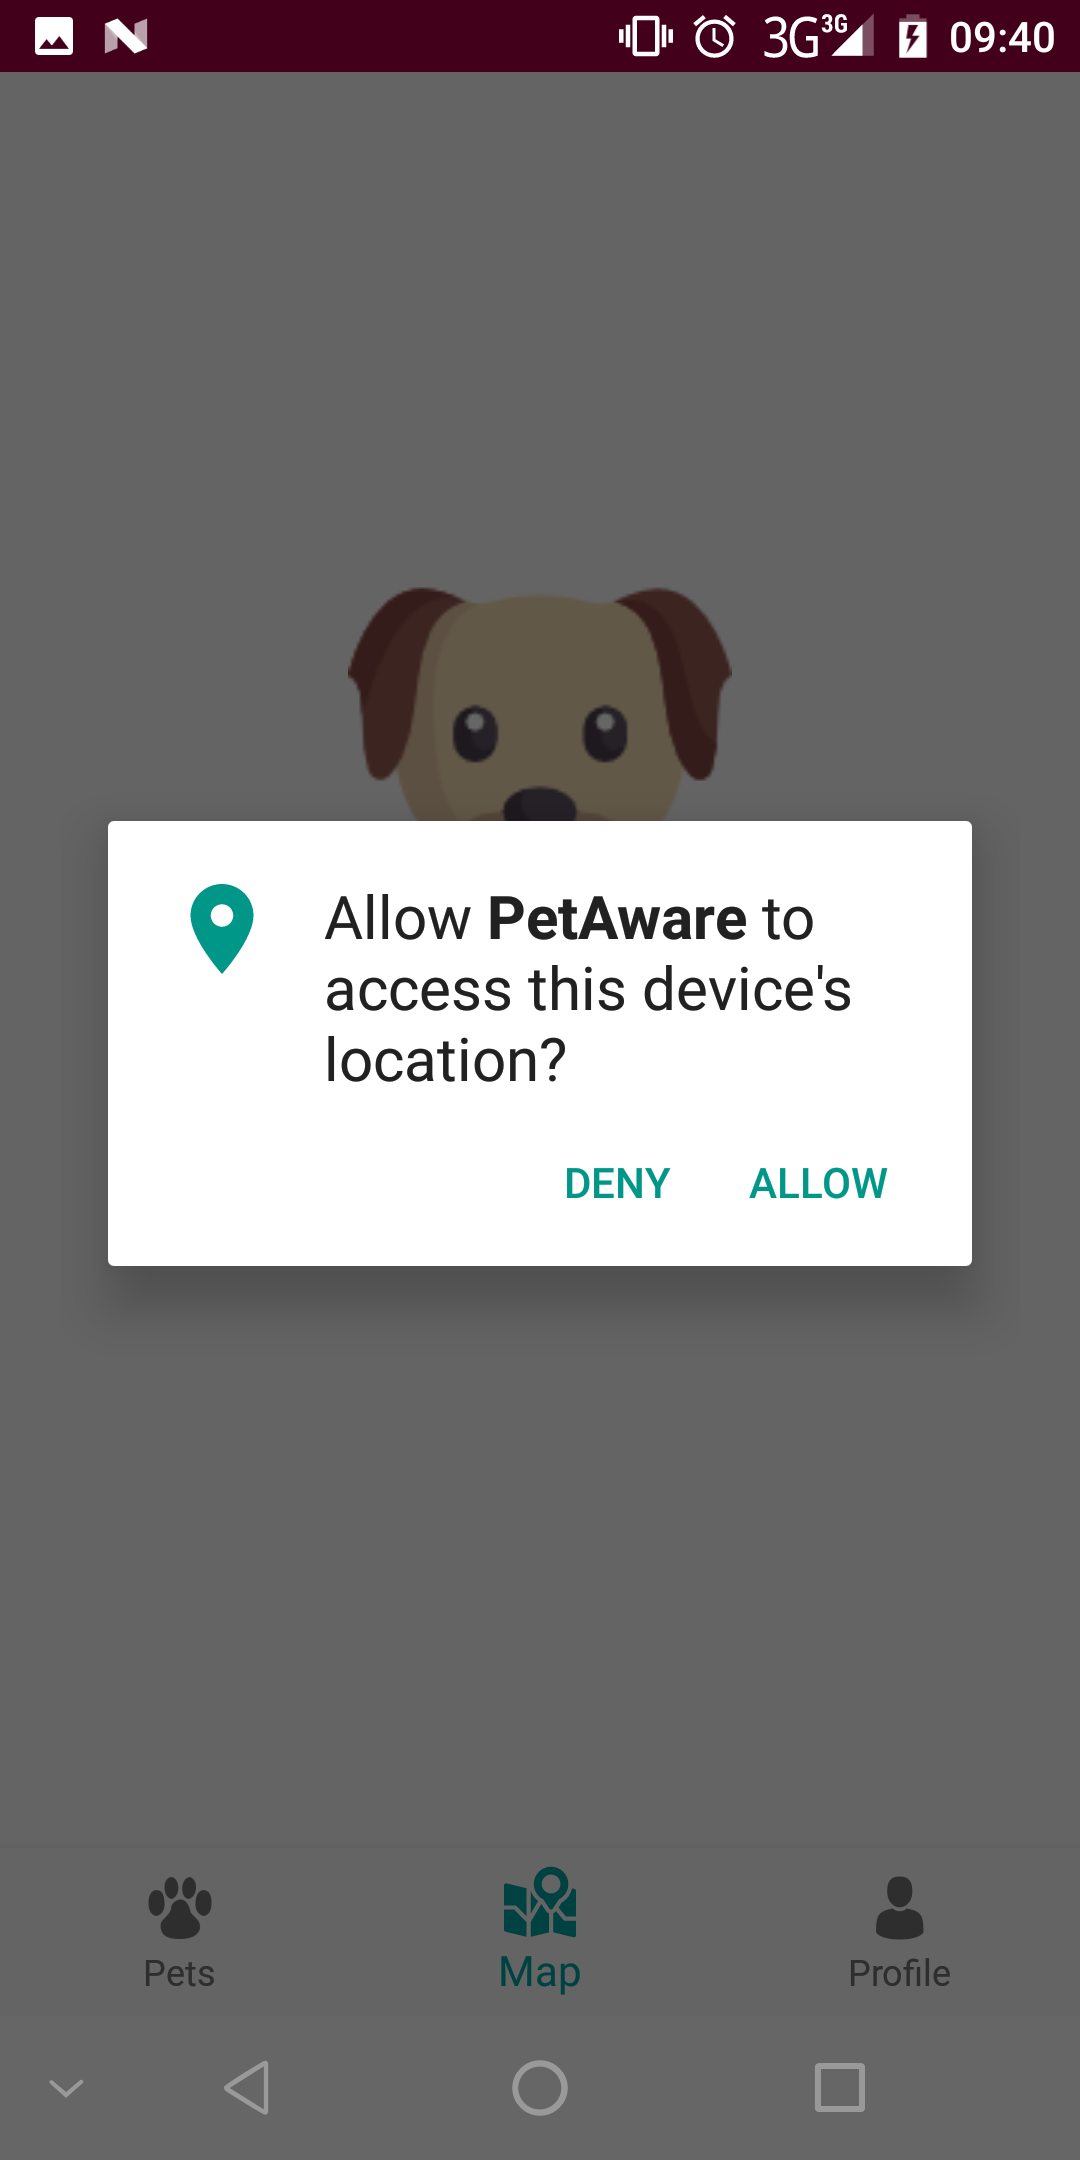 3G 3G 09:40
Allow PetAware to
access this device's
location?
DENY ALLOW
Pets Map Profile